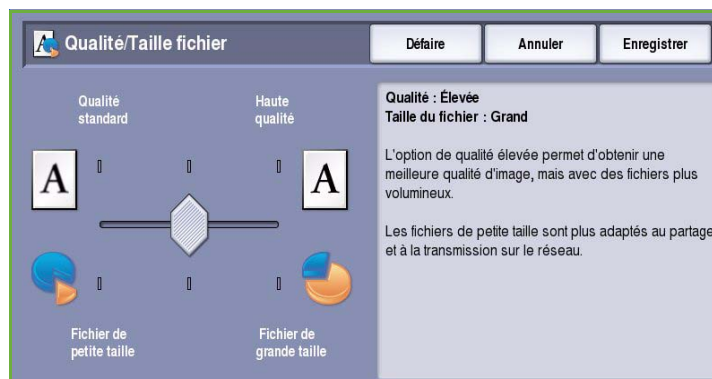 Qualité/Taille fichier
Défaire
Annuler
Enregistrer
Qualité
standard
Haute
qualité
A
A
Fichier de
petite taille
Fichier de
grande taille
Qualité : Élevée
Taille du fichier : Grand
L'option de qualité élevée permet d'obtenir une
meilleure qualité d'image, mais avec des fichiers plus
volumineux.
Les fichiers de petite taille sont plus adaptés au partage
et à la transmission sur le réseau.